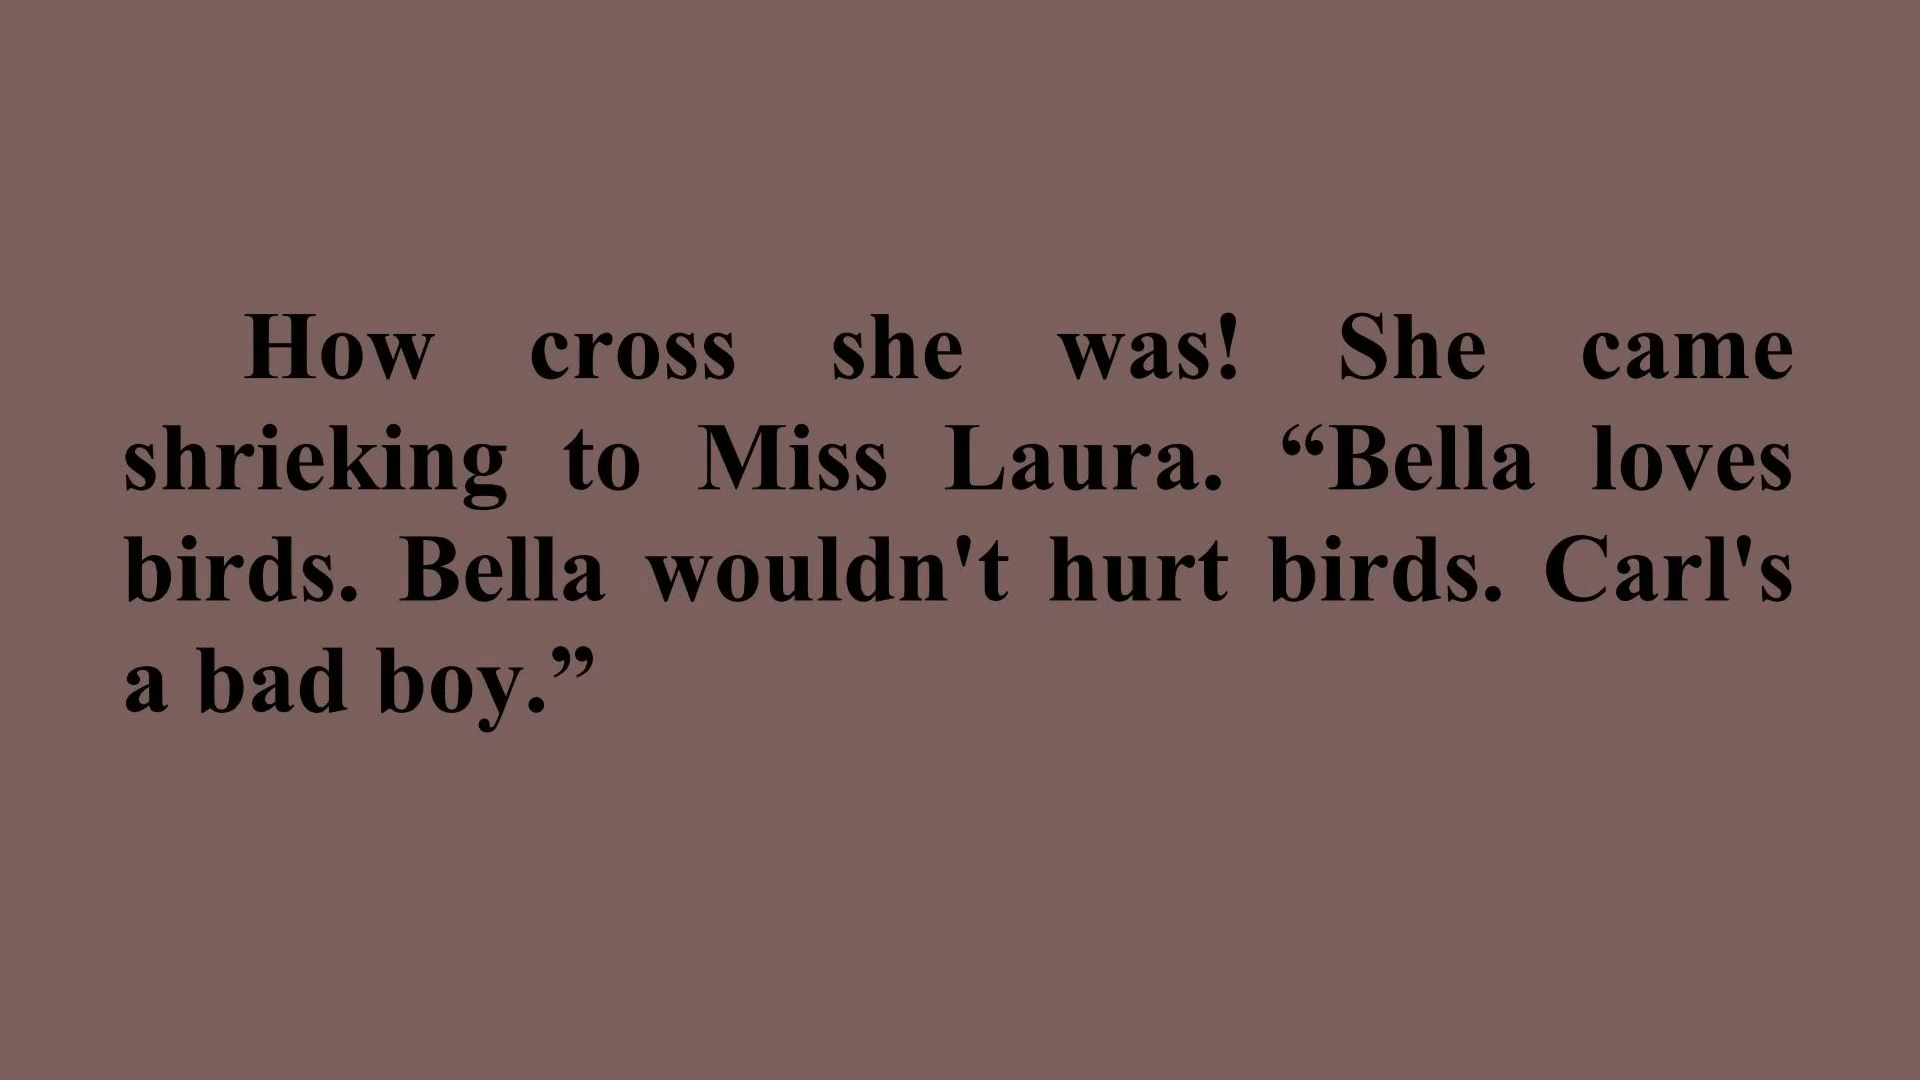 How cross she was! She came
shrieking to Miss Laura. “Bella loves
birds. Bella wouldn't hurt birds. Carl's
a bad boy.”